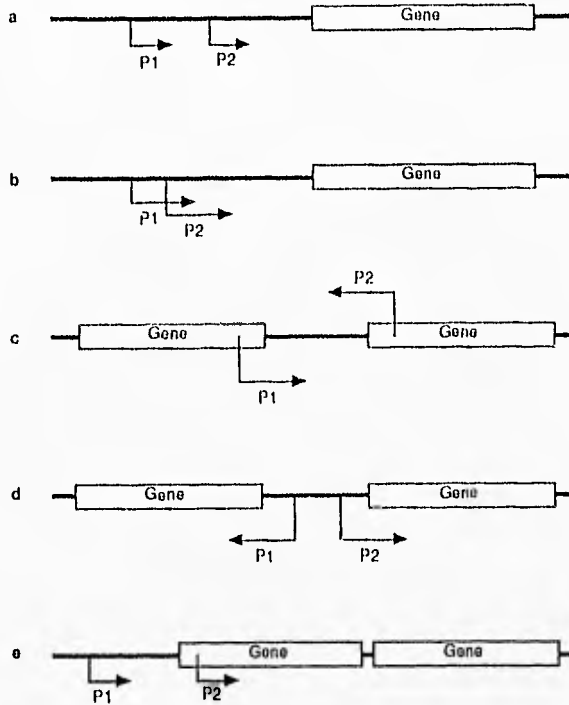 a Gene
P1 P2
b Gene
P1
P2
P2
c Gene Gene
P1
d Gene Gene
P1 P2
e Gene Gene
P1 P2